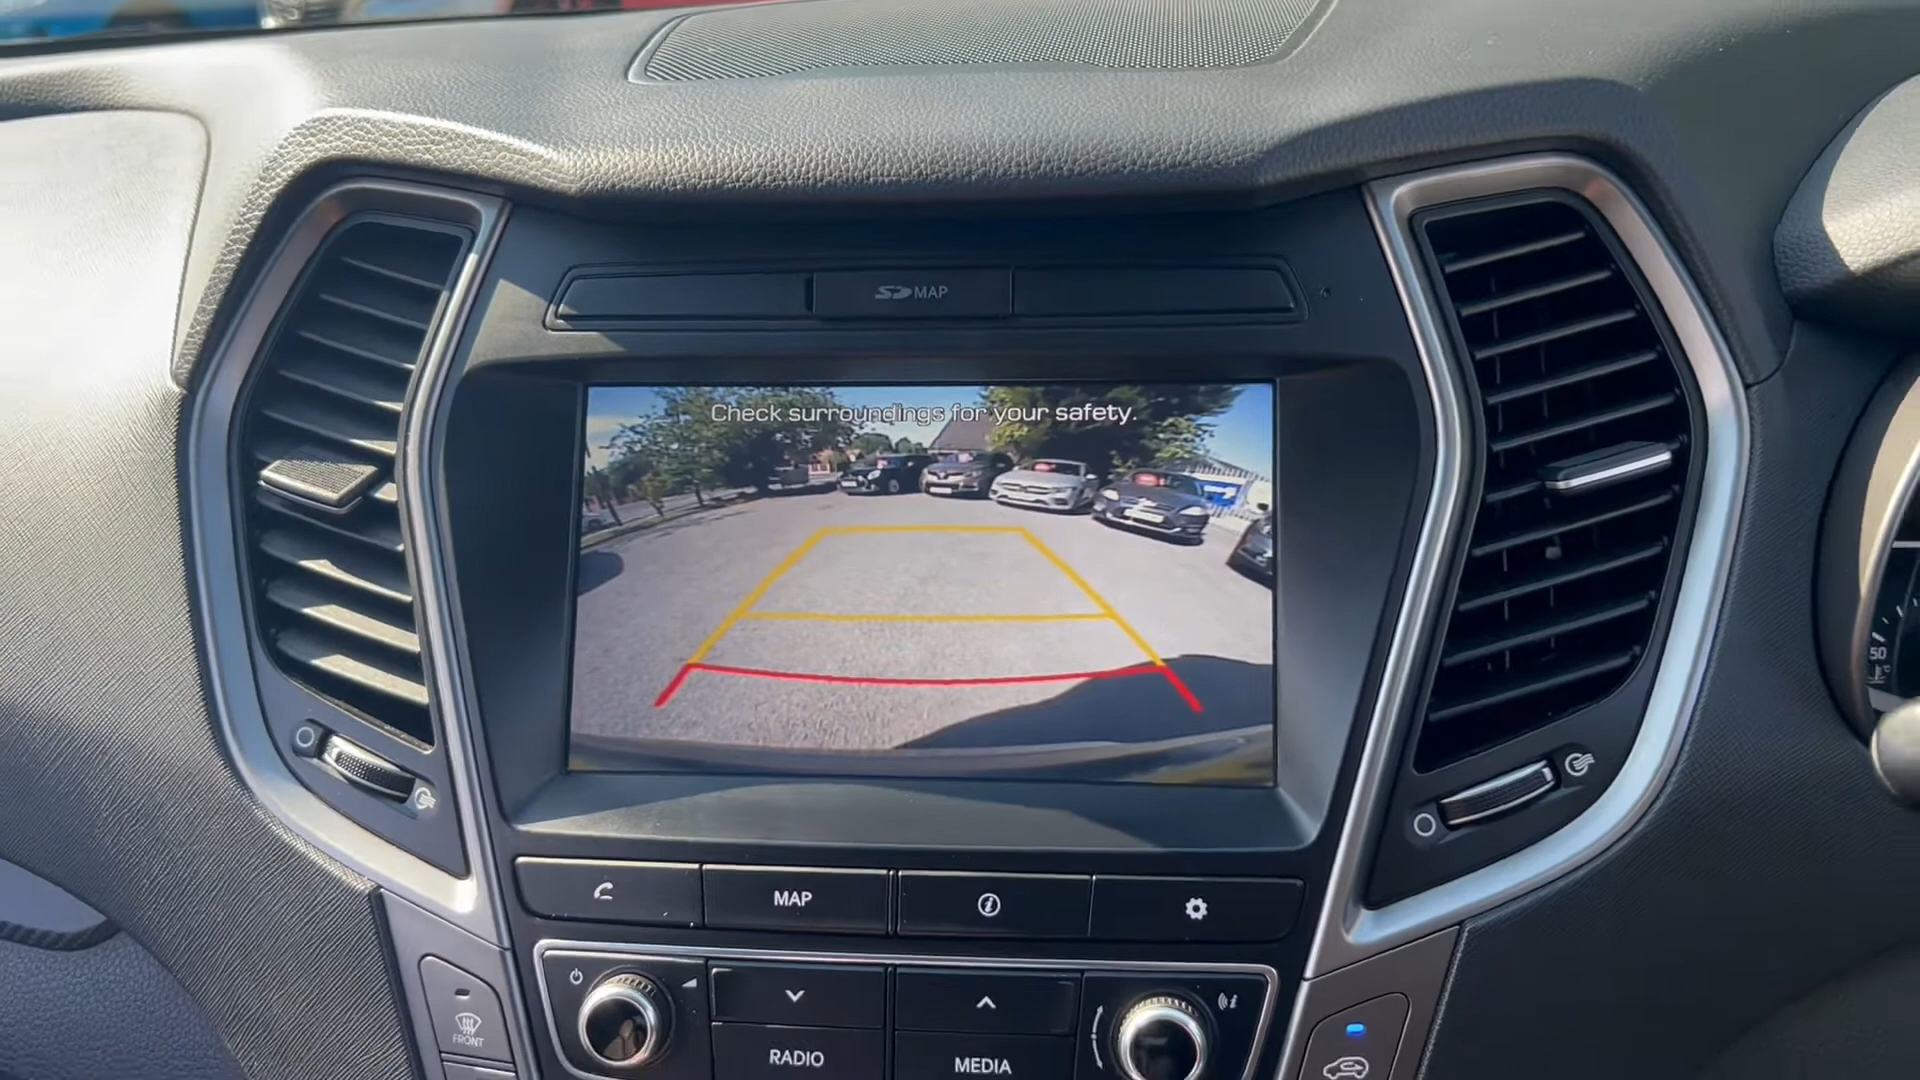 SD MAP
Check surroundings for your safety.
50
MAP
FRONT
RADIO
MEDIA